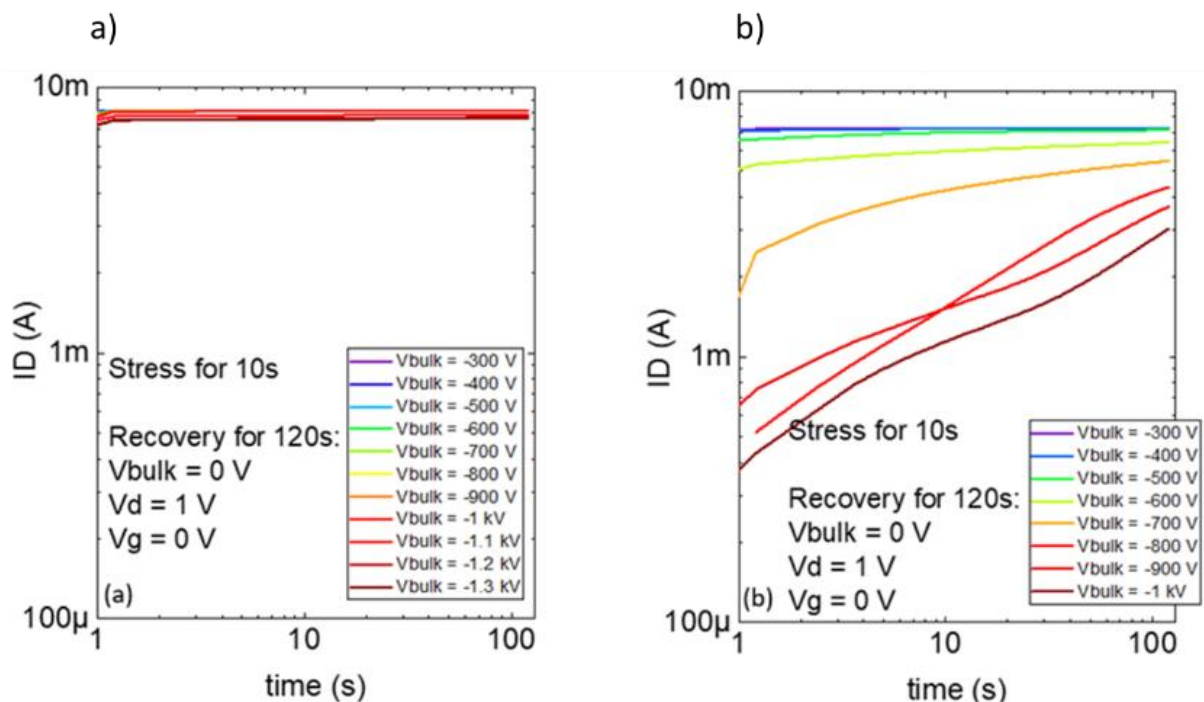 a)
10m
1m
100µ
ID (A)
Stress for 10s
Recovery for 120s:
Vbulk = 0 V
Vd = 1 V
Vg = 0 V
(a)
Vbulk = -300 V
Vbulk = -400 V
Vbulk = -500 V
Vbulk = -600 V
Vbulk = -700 V
Vbulk = -800 V
Vbulk = -900 V
Vbulk = -1 kV
Vbulk = -1.1 kV
Vbulk = -1.2 kV
Vbulk = -1.3 kV
1 10 100
time (s)
b)
10m
1m
100µ
ID (A)
Stress for 10s
Recovery for 120s:
Vbulk = 0 V
Vd = 1 V
Vg = 0 V
(b)
Vbulk = -300 V
Vbulk = -400 V
Vbulk = -500 V
Vbulk = -600 V
Vbulk = -700 V
Vbulk = -800 V
Vbulk = -900 V
Vbulk = -1 kV
1 10 100
time (s)